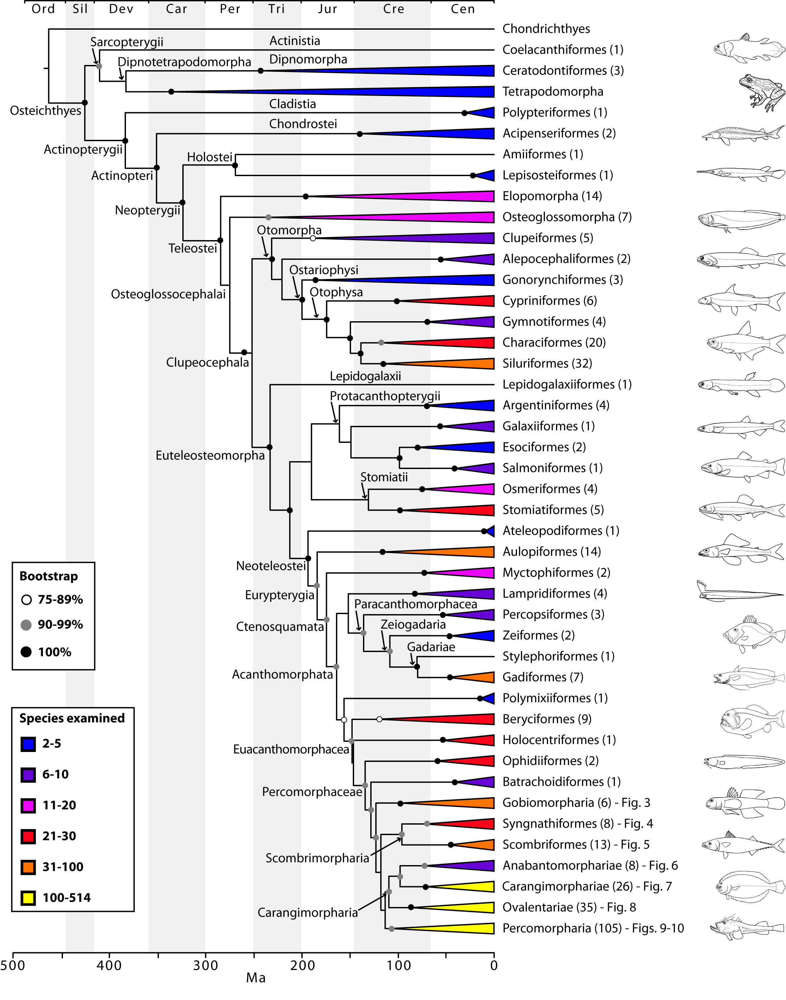 Ord Sil Dev Car Per Tri Jur Cre Cen
Chondrichthyes
Sarcopterygii
Actinistia
Coelacanthiformes (1)
Dipnotetrapodomorpha
Dipnomorpha
Ceratodontiformes (3)
Tetrapodomorpha
Osteichthyes
Cladistia
Polypteriformes (1)
Chondrostei
Acipenseriformes (2)
Actinopterygii
Holostei
Amiiformes (1)
Actinopteri
Lepisosteiformes (1)
Elopomorpha (14)
Neopterygii
Osteoglossomorpha (7)
Otomorpha
Clupeiformes (5)
Teleostei
Alepocephaliformes (2)
Ostariophysi
Gonorynchiformes (3)
Osteoglossocephalai
Otophysa
Cypriniformes (6)
Gymnotiformes (4)
Characiformes (20)
Clupeocephala
Siluriformes (32)
Lepidogalaxii
Lepidogalaxiiformes (1)
Protacanthopterygii
Argentiniformes (4)
Galaxiiformes (1)
Esociformes (2)
Euteleosteomorpha
Salmoniformes (1)
Stomiatii
Osmeriformes (4)
Stomiatiformes (5)
Ateleopodiformes (1)
Aulopiformes (14)
Neoteleostei
Myctophiformes (2)
Eurypterygia
Lampridiformes (4)
Paracanthomorphacea
Percopsiformes (3)
Ctenosquamata
Zeiogadaria
Zeiformes (2)
Gadariae
Stylephoriformes (1)
Acanthomorphata
Gadiformes (7)
Polymixiiformes (1)
Beryciformes (9)
Holocentriformes (1)
Euacanthomorphacea
Ophidiiformes (2)
Batrachoidiformes (1)
Percomorphaceae
Gobiomorpharia (6) - Fig. 3
Syngnathiformes (8) - Fig. 4
Scombriformes (13) - Fig. 5
Scombrimorpharia
Anabantomorphariae (8) - Fig. 6
Carangimorphariae (26) - Fig. 7
Ovalentariae (35) - Fig. 8
Carangimorpharia
Percomorpharia (105) - Figs. 9-10
Bootstrap
75-89%
90-99%
100%
Species examined
2-5
6-10
11-20
21-30
31-100
100-514
500 400 300 200 100 0
Ma